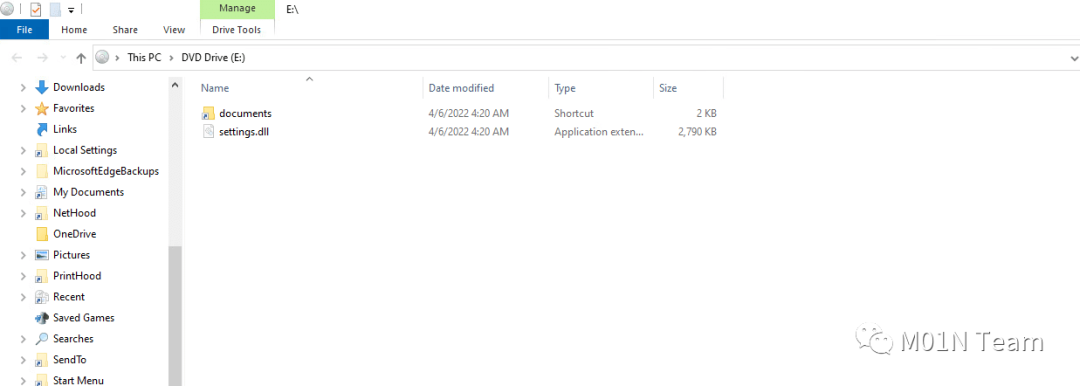 Manage
E:\
File Home Share View Drive Tools
This PC > DVD Drive (E:)
Name Date modified Type Size
documents 4/6/2022 4:20 AM Shortcut 2 KB
settings.dll 4/6/2022 4:20 AM Application exten... 2,790 KB
Downloads
Favorites
Links
Local Settings
MicrosoftEdgeBackups
My Documents
NetHood
OneDrive
Pictures
PrintHood
Recent
Saved Games
Searches
SendTo
Start Menu
M01N Team